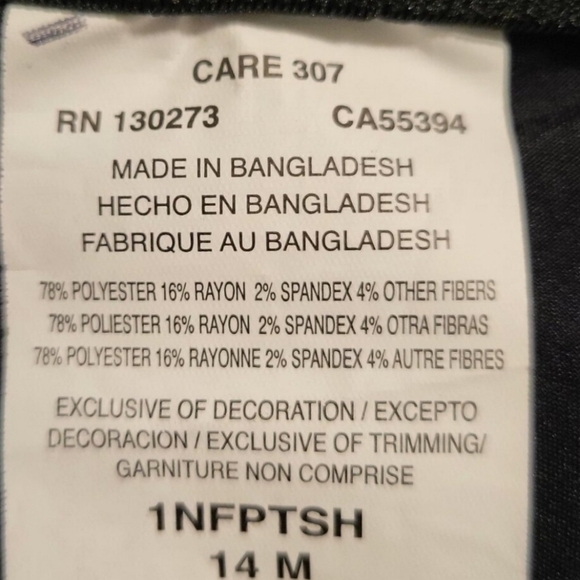 CARE 307
RN 130273 CA55394
MADE IN BANGLADESH
HECHO EN BANGLADESH
FABRIQUE AU BANGLADESH
78% POLYESTER 16% RAYON 2% SPANDEX 4% OTHER FIBERS
78% POLIESTER 16% RAYON 2% SPANDEX 4% OTRA FIBRAS
78% POLYESTER 16% RAYONNE 2% SPANDEX 4% AUTRE FIBRES
EXCLUSIVE OF DECORATION / EXCEPTO
DECORACION / EXCLUSIVE OF TRIMMING/
GARNITURE NON COMPRISE
1NFPTSH
14 M